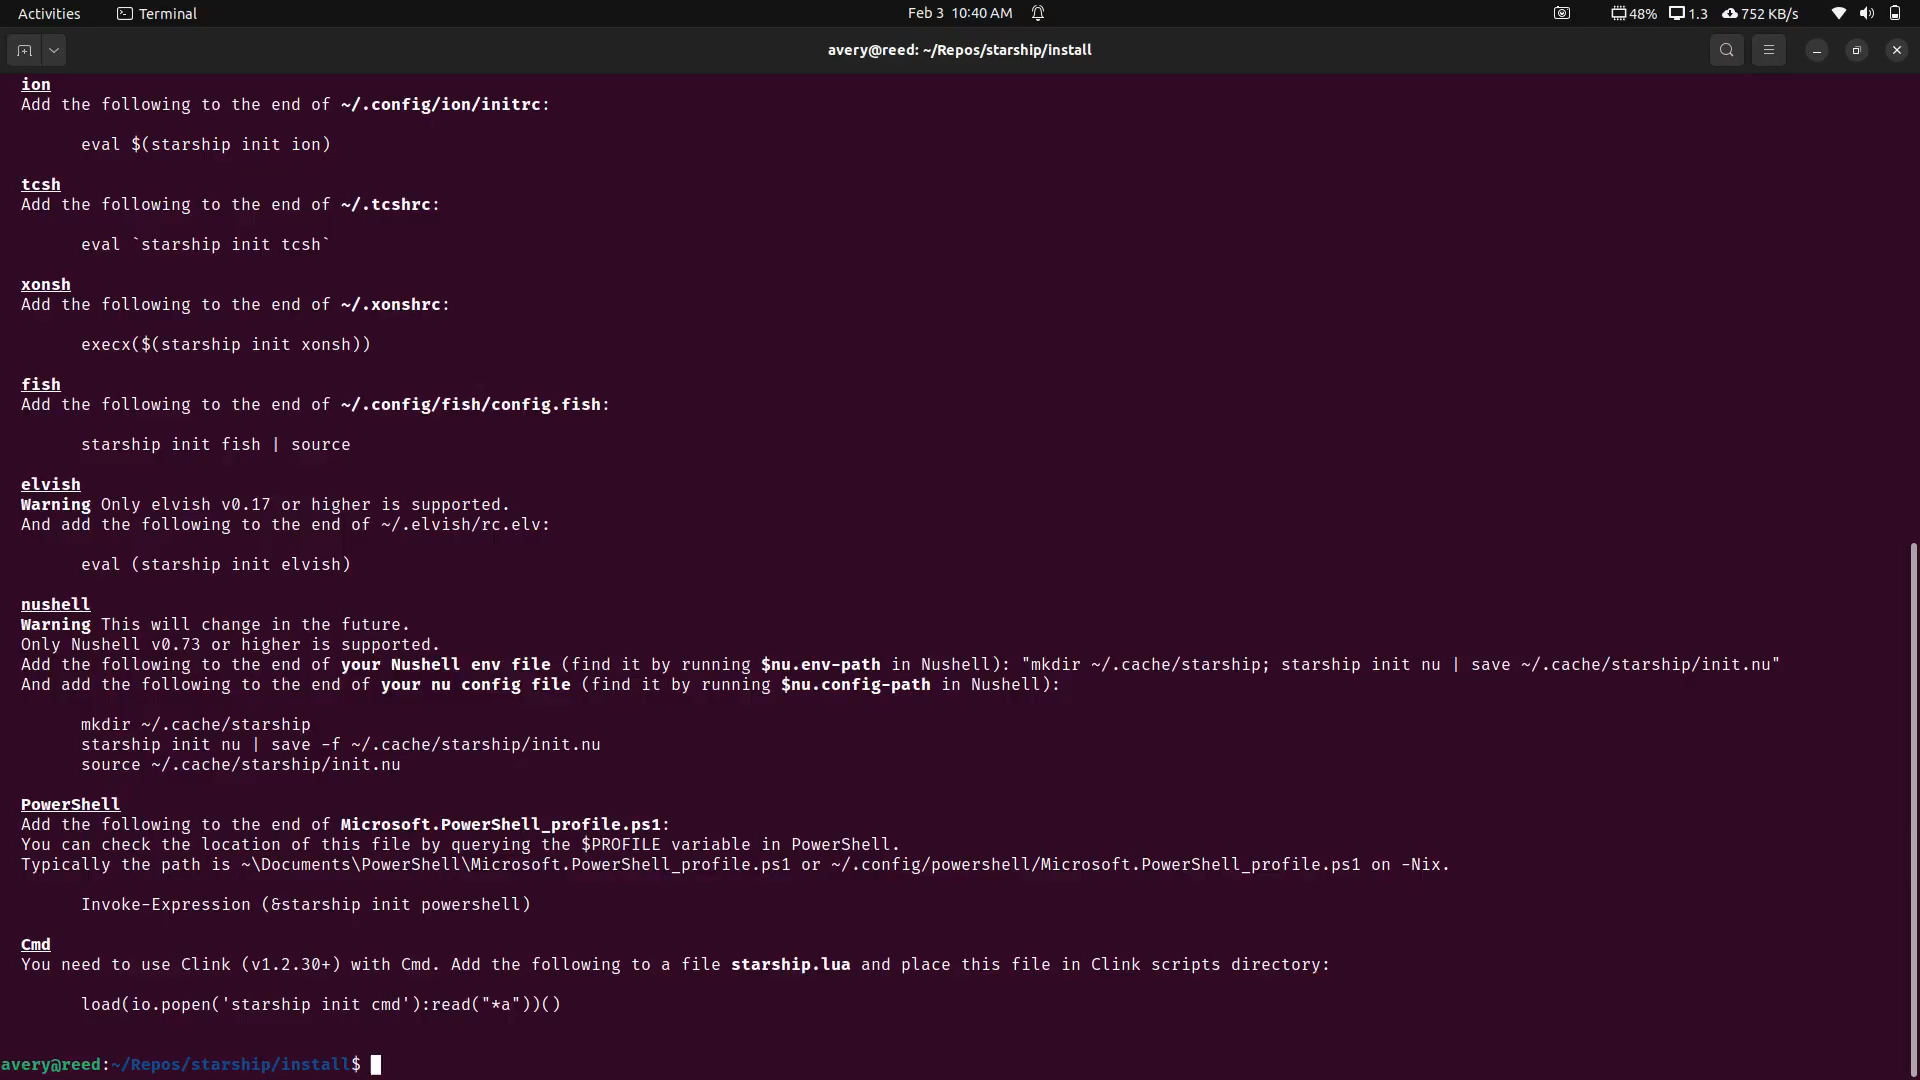 Activities Terminal Feb 3 10:40 AM 48% 1.3 752 KB/s
avery@reed: ~/Repos/starship/install
ion
Add the following to the end of ~/.config/ion/initrc:
eval $(starship init ion)
tcsh
Add the following to the end of ~/.tcshrc:
eval `starship init tcsh`
xonsh
Add the following to the end of ~/.xonshrc:
execx($(starship init xonsh))
fish
Add the following to the end of ~/.config/fish/config.fish:
starship init fish | source
elvish
Warning Only elvish v0.17 or higher is supported.
And add the following to the end of ~/.elvish/rc.elv:
eval (starship init elvish)
nushell
Warning This will change in the future.
Only Nushell v0.73 or higher is supported.
Add the following to the end of your Nushell env file (find it by running $nu.env-path in Nushell): "mkdir ~/.cache/starship; starship init nu | save ~/.cache/starship/init.nu"
And add the following to the end of your nu config file (find it by running $nu.config-path in Nushell):
mkdir ~/.cache/starship
starship init nu | save -f ~/.cache/starship/init.nu
source ~/.cache/starship/init.nu
PowerShell
Add the following to the end of Microsoft.PowerShell_profile.ps1:
You can check the location of this file by querying the $PROFILE variable in PowerShell.
Typically the path is ~\Documents\PowerShell\Microsoft.PowerShell_profile.ps1 or ~/.config/powershell/Microsoft.PowerShell_profile.ps1 on -Nix.
Invoke-Expression (&starship init powershell)
Cmd
You need to use Clink (v1.2.30+) with Cmd. Add the following to a file starship.lua and place this file in Clink scripts directory:
load(io.popen('starship init cmd'):read("*a"))()
avery@reed:~/Repos/starship/install$